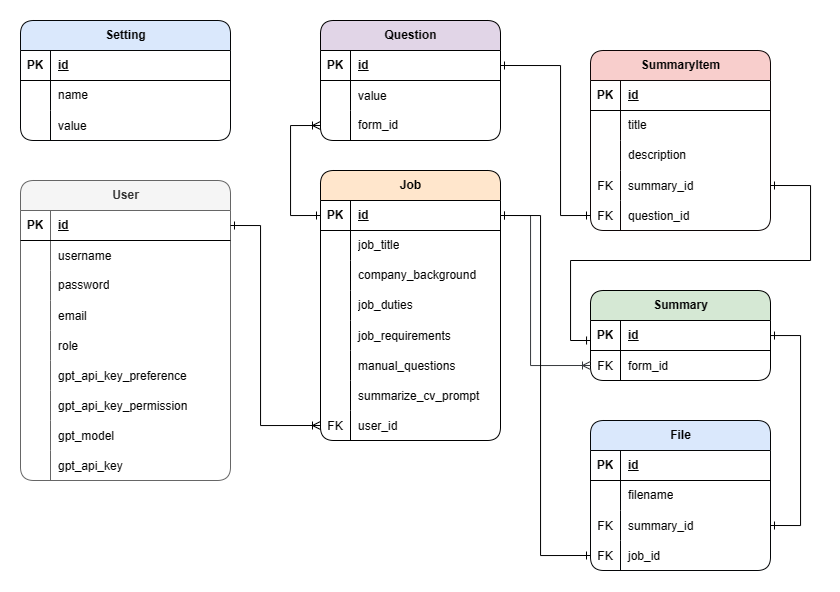 Setting
PK id
name
value
User
PK id
username
password
email
role
gpt_api_key_preference
gpt_api_key_permission
gpt_model
gpt_api_key
Question
PK id
value
form_id
Job
PK id
job_title
company_background
job_duties
job_requirements
manual_questions
summarize_cv_prompt
FK user_id
SummaryItem
PK id
title
description
FK summary_id
FK question_id
Summary
PK id
FK form_id
File
PK id
filename
FK summary_id
FK job_id